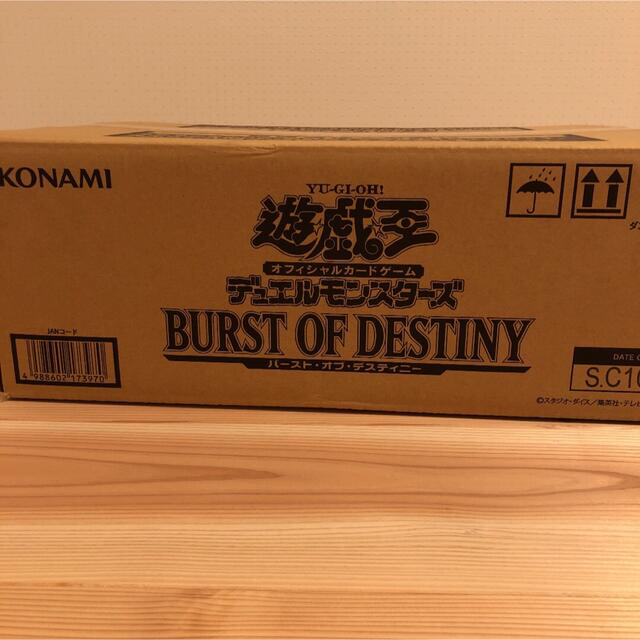 KONAMI
YU-GI-OH!
遊戯王
オフィシャルカードゲーム
デュエルモンスターズ
BURST OF DESTINY
バースト・オブ・デスティニー
JANコード
4 988602 173970
DATE
S.C1
©スタジオ・ダイス/集英社・テレビ